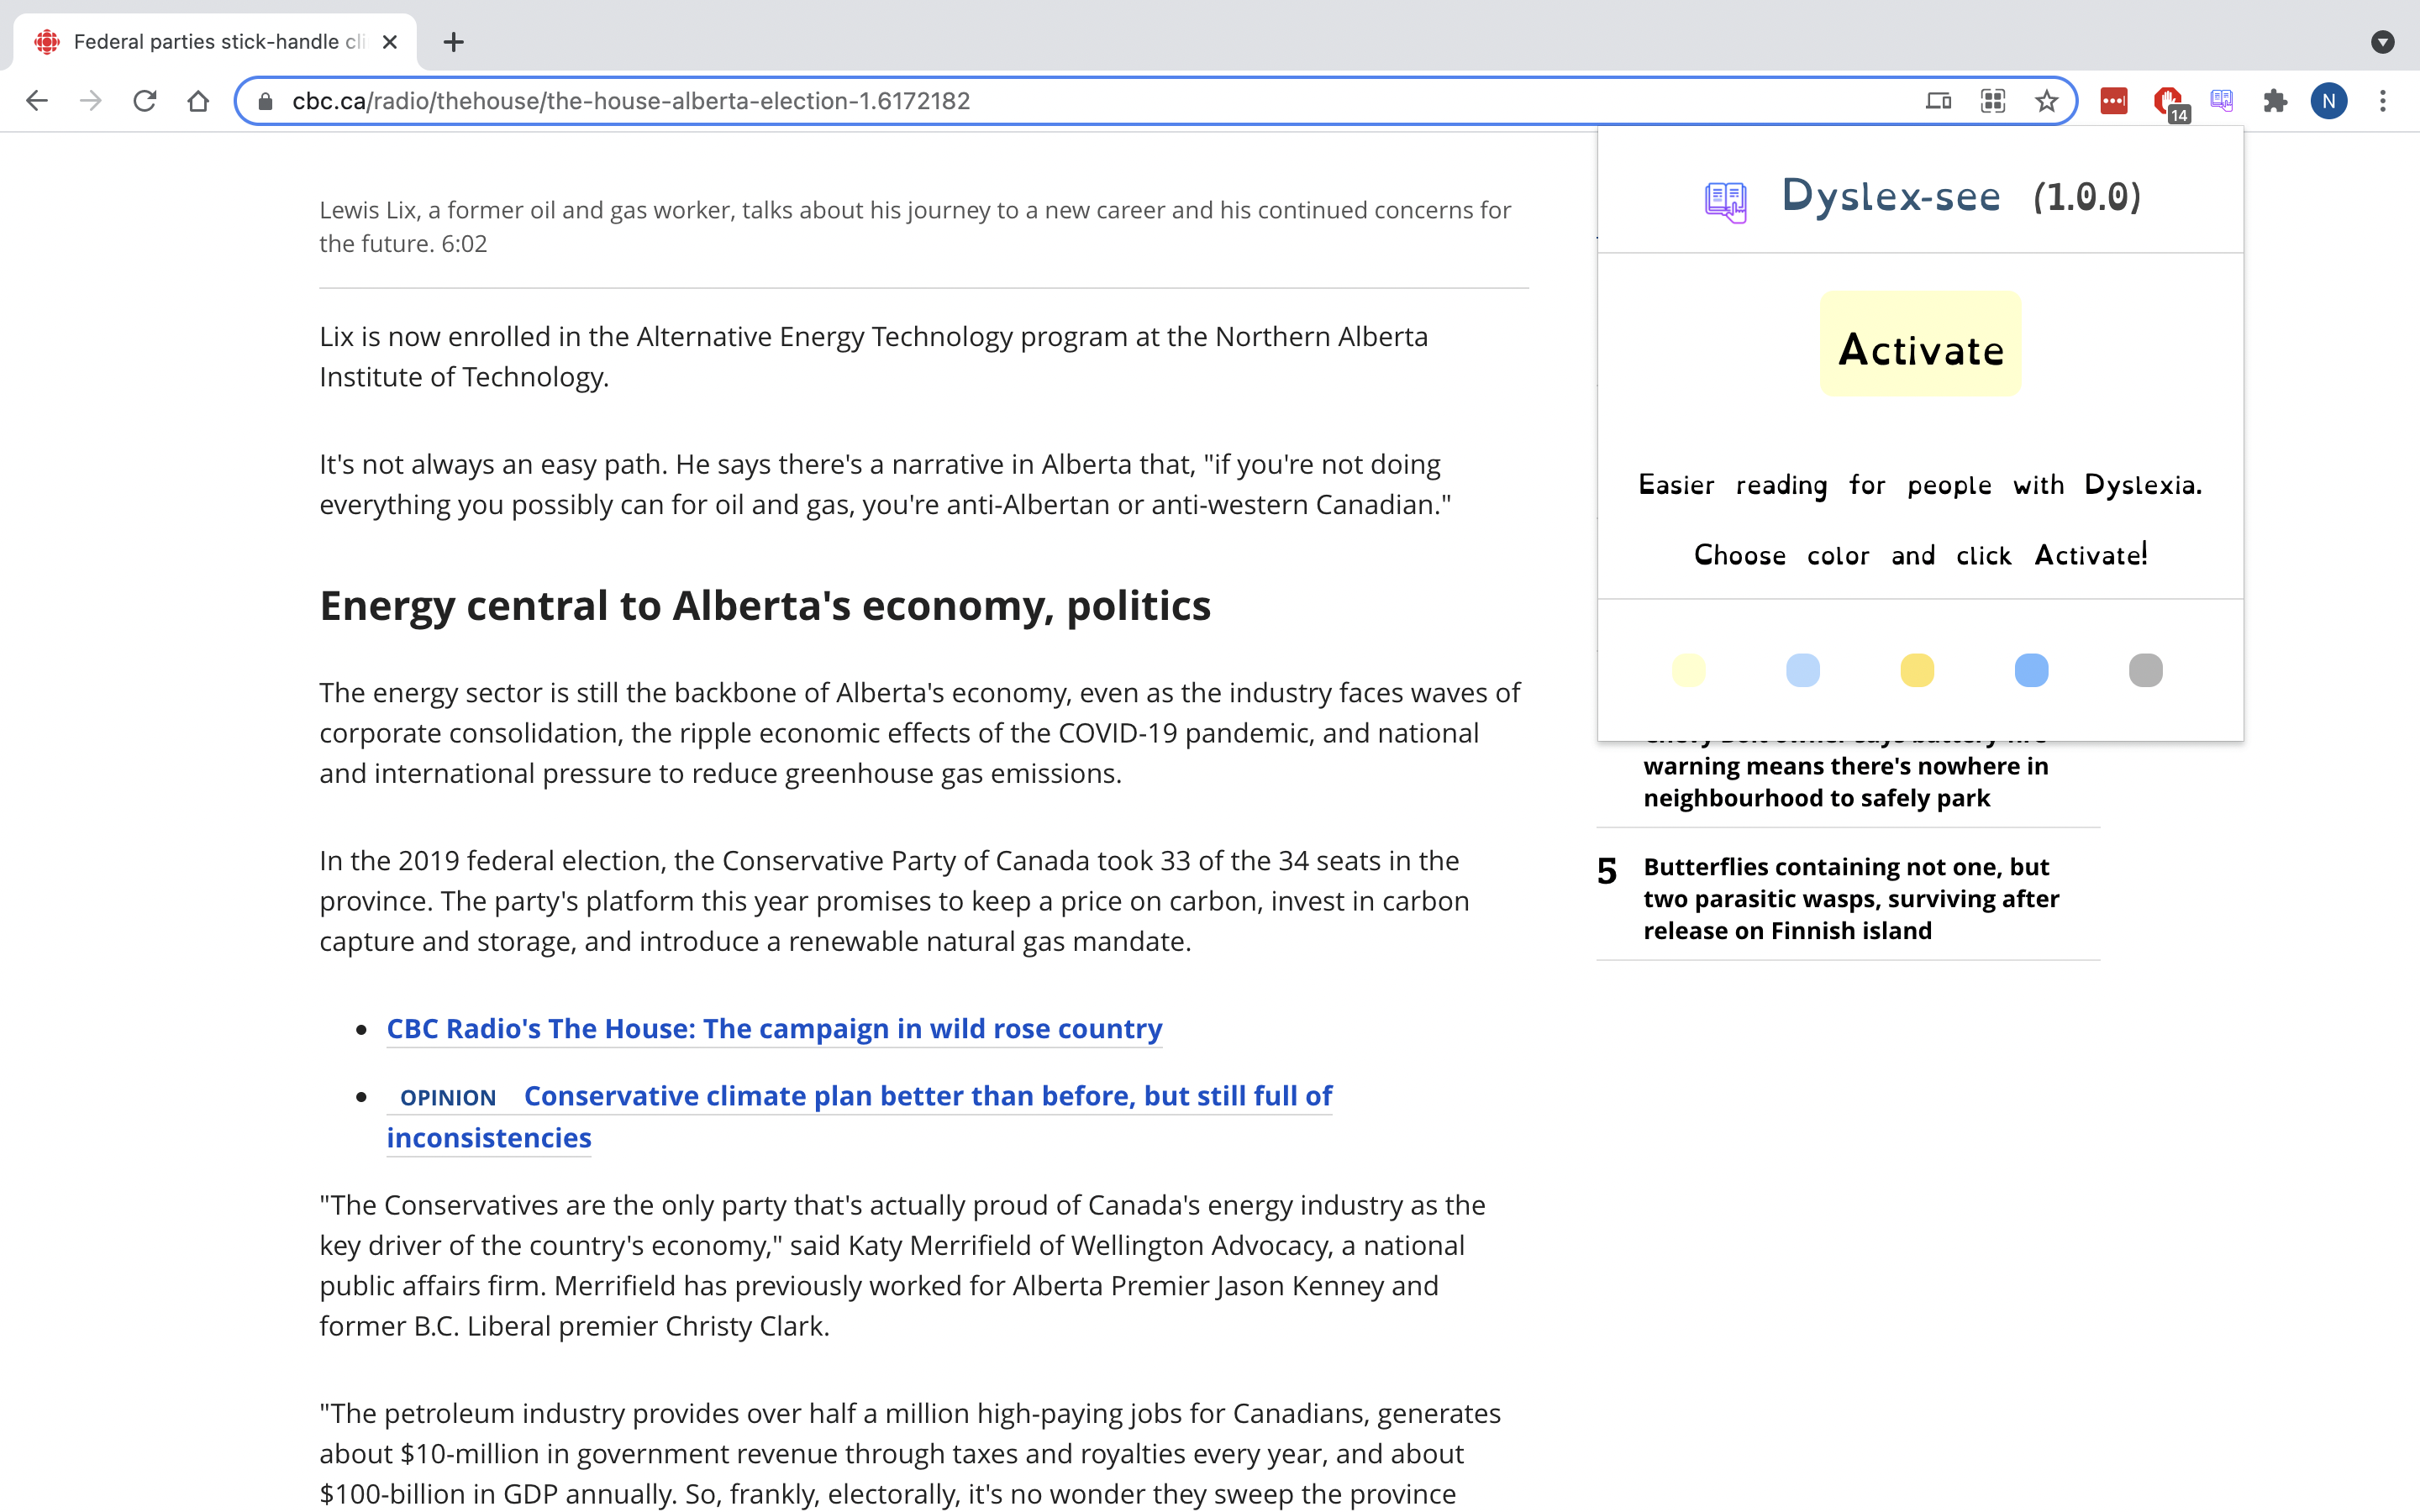 Federal parties stick-handle cli
cbc.ca/radio/thehouse/the-house-alberta-election-1.6172182
14
N
Lewis Lix, a former oil and gas worker, talks about his journey to a new career and his continued concerns for
the future. 6:02
Lix is now enrolled in the Alternative Energy Technology program at the Northern Alberta
Institute of Technology.
It's not always an easy path. He says there's a narrative in Alberta that, "if you're not doing
everything you possibly can for oil and gas, you're anti-Albertan or anti-western Canadian."
Energy central to Alberta's economy, politics
The energy sector is still the backbone of Alberta's economy, even as the industry faces waves of
corporate consolidation, the ripple economic effects of the COVID-19 pandemic, and national
and international pressure to reduce greenhouse gas emissions.
In the 2019 federal election, the Conservative Party of Canada took 33 of the 34 seats in the
province. The party's platform this year promises to keep a price on carbon, invest in carbon
capture and storage, and introduce a renewable natural gas mandate.
CBC Radio's The House: The campaign in wild rose country
OPINION Conservative climate plan better than before, but still full of
inconsistencies
"The Conservatives are the only party that's actually proud of Canada's energy industry as the
key driver of the country's economy," said Katy Merrifield of Wellington Advocacy, a national
public affairs firm. Merrifield has previously worked for Alberta Premier Jason Kenney and
former B.C. Liberal premier Christy Clark.
"The petroleum industry provides over half a million high-paying jobs for Canadians, generates
about $10-million in government revenue through taxes and royalties every year, and about
$100-billion in GDP annually. So, frankly, electorally, it's no wonder they sweep the province
Dyslex-see (1.0.0)
Activate
Easier reading for people with Dyslexia.
Choose color and click Activate!
warning means there's nowhere in
neighbourhood to safely park
5 Butterflies containing not one, but
two parasitic wasps, surviving after
release on Finnish island